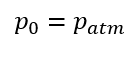 p₀ = pₐₜₘ